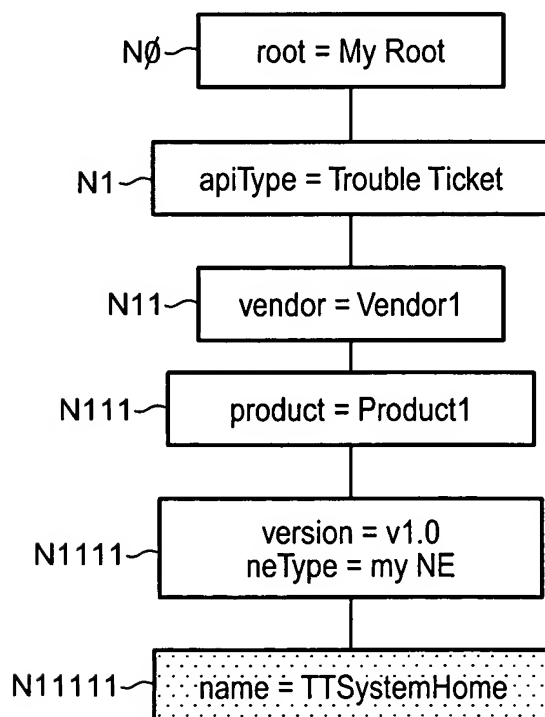 NØ
root = My Root
N1
apiType = Trouble Ticket
N11
vendor = Vendor1
N111
product = Product1
N1111
version = v1.0
neType = my NE
N11111
name = TTSystemHome